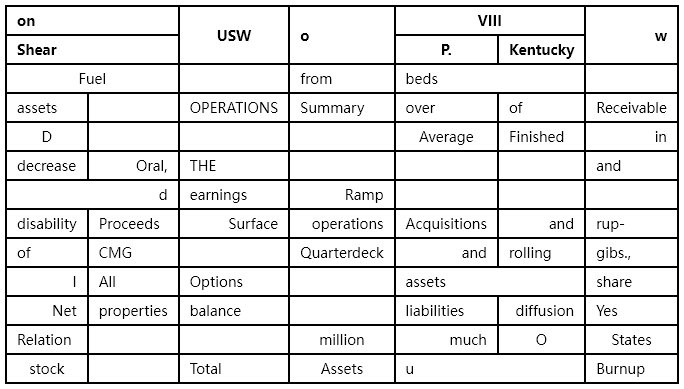 on USW o VIII w
Shear P. Kentucky
Fuel from beds
assets OPERATIONS Summary over of Receivable
D Average Finished in
decrease Oral, THE and
d earnings Ramp
disability Proceeds Surface operations Acquisitions and rup-
of CMG Quarterdeck and rolling gibs.,
I All Options assets share
Net properties balance liabilities diffusion Yes
Relation million much O States
stock Total Assets u Burnup